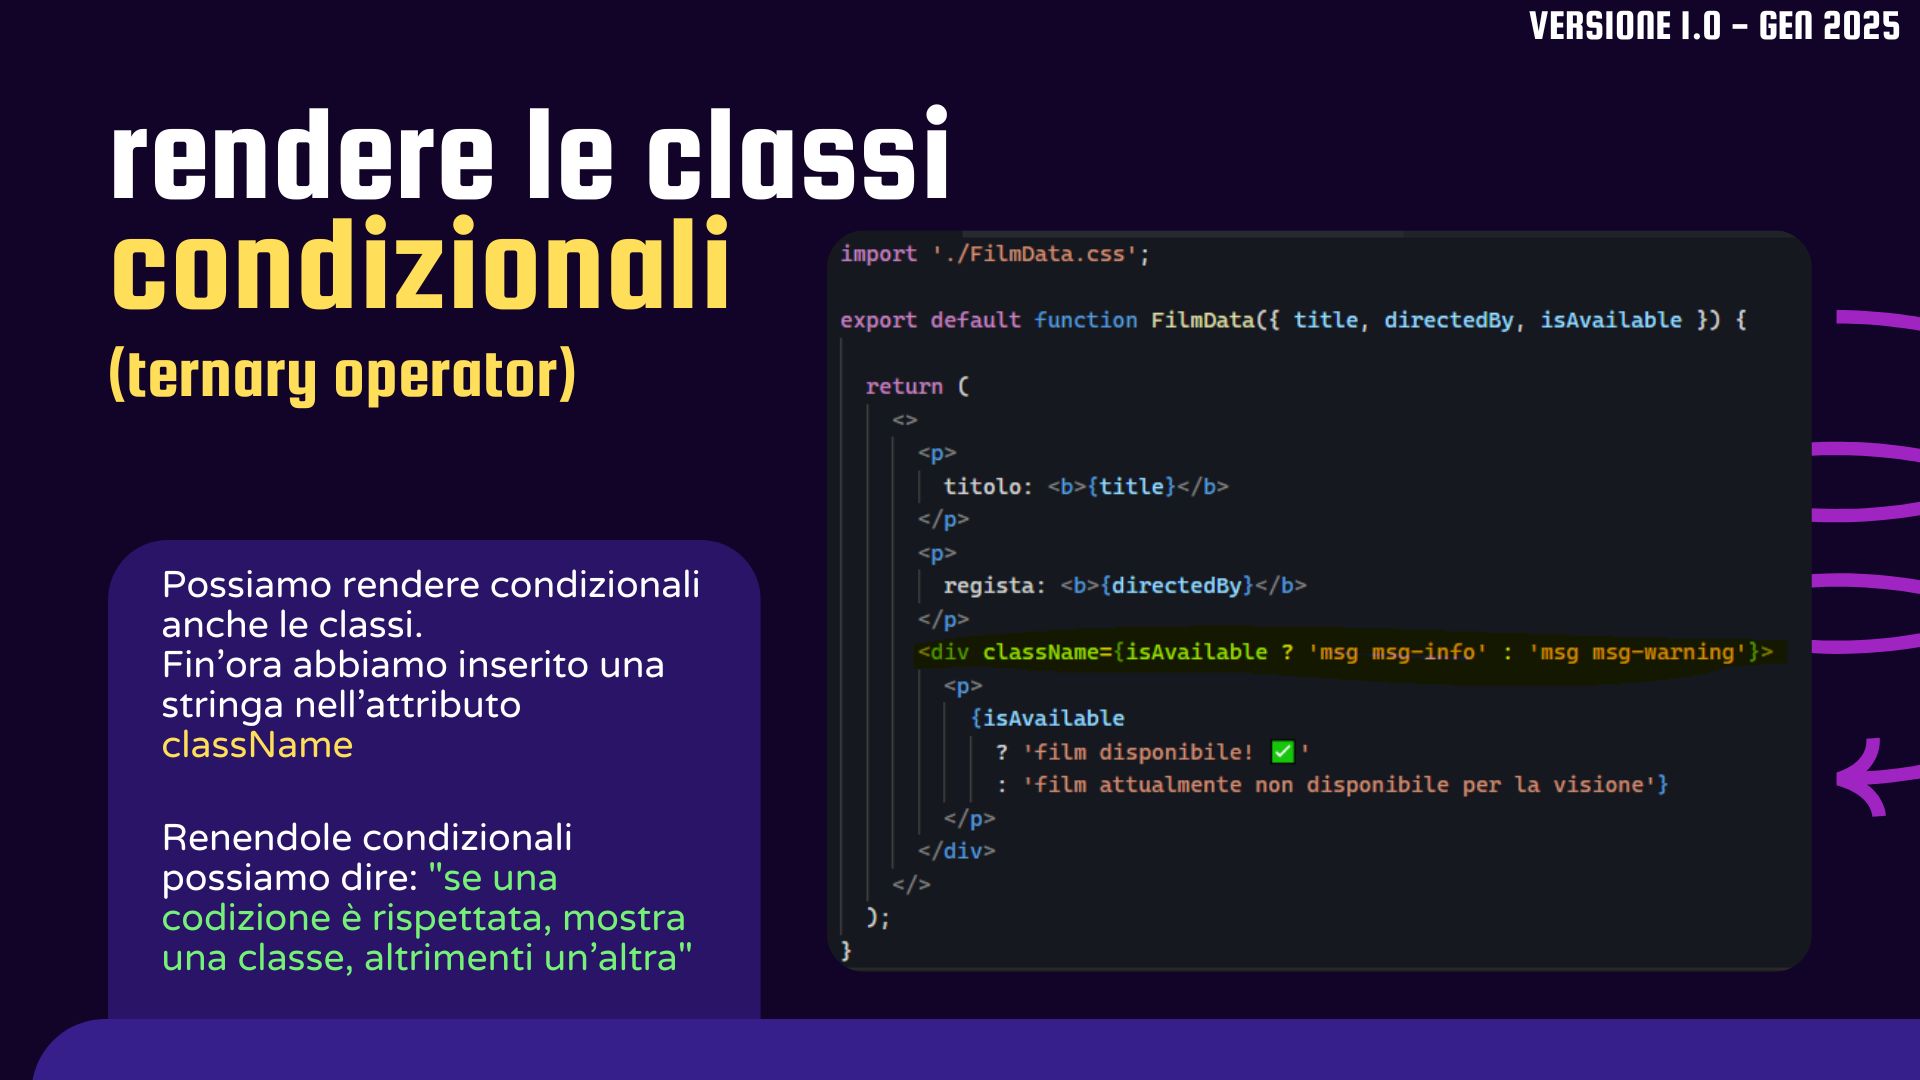 VERSIONE 1.0 - GEN 2025
rendere le classi
condizionali
(ternary operator)
Possiamo rendere condizionali
anche le classi.
Fin’ora abbiamo inserito una
stringa nell’attributo
className
Renendole condizionali
possiamo dire: "se una
codizione è rispettata, mostra
una classe, altrimenti un’altra"
import './FilmData.css';
export default function FilmData({ title, directedBy, isAvailable }) {
return (
<>
<p>
titolo: <b>{title}</b>
</p>
<p>
regista: <b>{directedBy}</b>
</p>
<div className={isAvailable ? 'msg msg-info' : 'msg msg-warning'}>
<p>
{isAvailable
? 'film disponibile! ✅'
: 'film attualmente non disponibile per la visione'}
</p>
</div>
</>
);
}